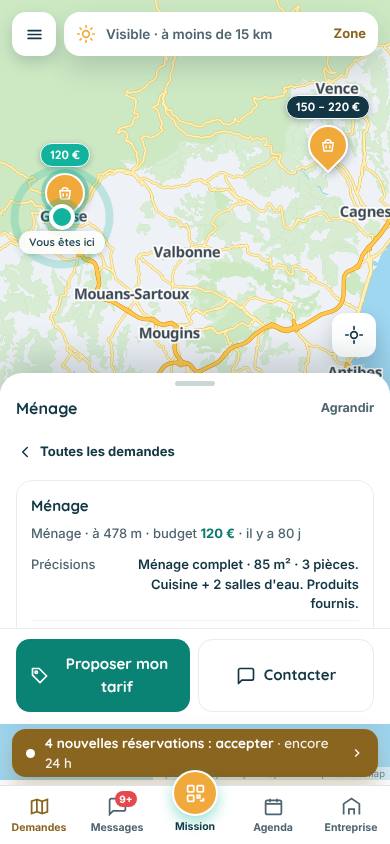 Visible · à moins de 15 km
Zone
Vence
150 – 220 €
120 €
Cagnes
Vous êtes ici
Valbonne
Mouans-Sartoux
Mougins
Antibes
Ménage
Agrandir
Toutes les demandes
Ménage
Ménage · à 478 m · budget 120 € · il y a 80 j
Précisions
Ménage complet · 85 m² · 3 pièces.
Cuisine + 2 salles d'eau. Produits
fournis.
Proposer mon
tarif
Contacter
4 nouvelles réservations : accepter · encore
24 h
9+
Demandes
Messages
Mission
Agenda
Entreprise